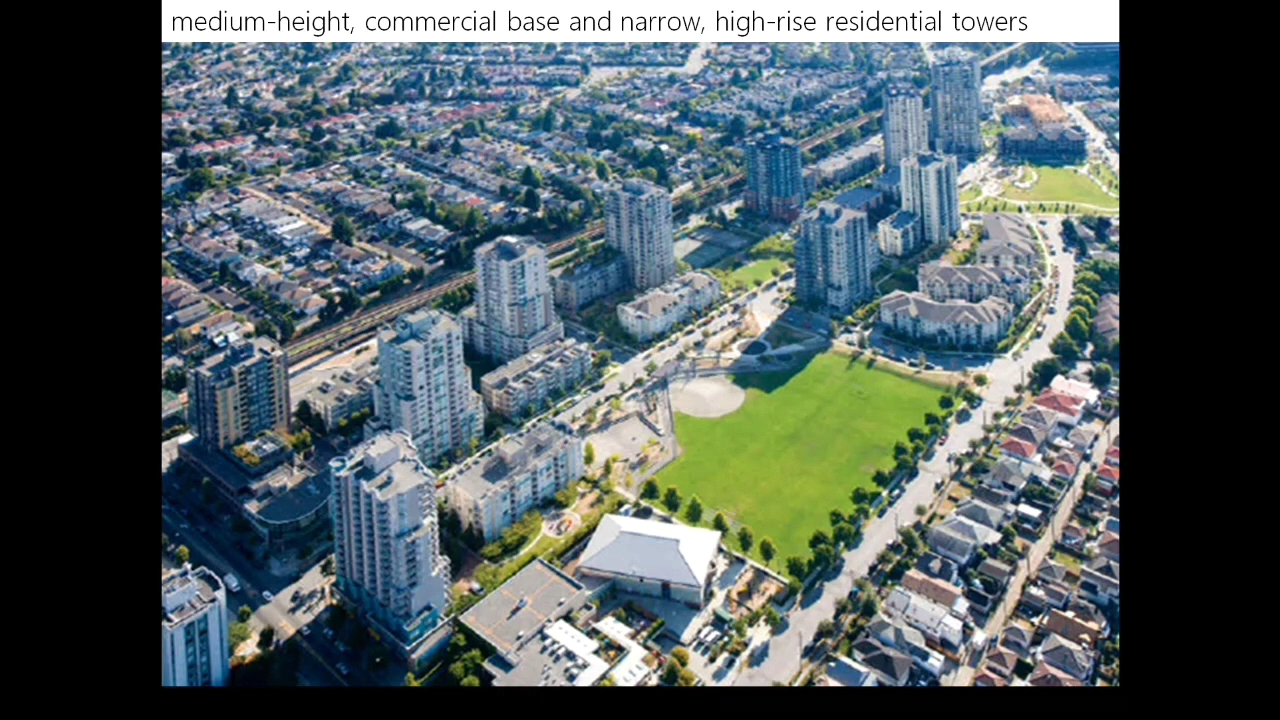 medium-height, commercial base and narrow, high-rise residential towers